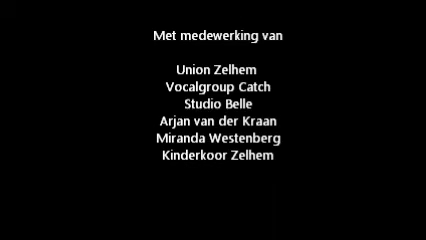 Met medewerking van
Union Zelhem
Vocalgroup Catch
Studio Belle
Arjan van der Kraan
Miranda Westenberg
Kinderkoor Zelhem